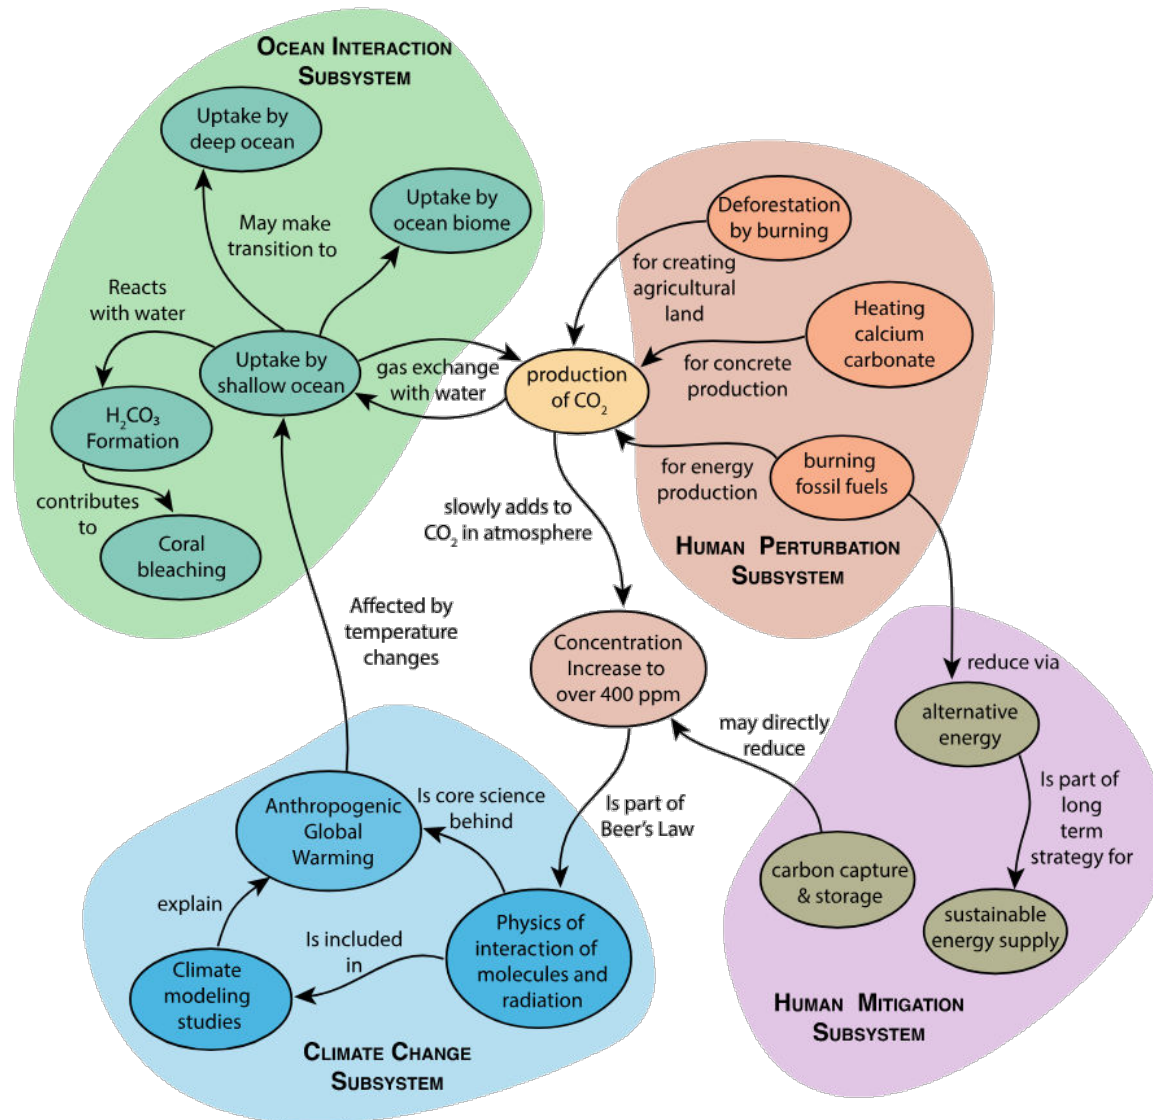 OCEAN INTERACTION
SUBSYSTEM
Uptake by
deep ocean
Uptake by
ocean biome
May make
transition to
Reacts
with water
Uptake by
shallow ocean
gas exchange
with water
H₂CO₃
Formation
contributes
to
Coral
bleaching
production
of CO₂
Deforestation
by burning
for creating
agricultural
land
Heating
calcium
carbonate
for concrete
production
burning
fossil fuels
for energy
production
HUMAN PERTURBATION
SUBSYSTEM
slowly adds to
CO₂ in atmosphere
Affected by
temperature
changes
Concentration
Increase to
over 400 ppm
reduce via
alternative
energy
may directly
reduce
Is part of
long
term
strategy for
carbon capture
& storage
sustainable
energy supply
HUMAN MITIGATION
SUBSYSTEM
Is part of
Beer's Law
Anthropogenic
Global
Warming
Is core science
behind
explain
Is included
in
Physics of
interaction of
molecules and
radiation
Climate
modeling
studies
CLIMATE CHANGE
SUBSYSTEM